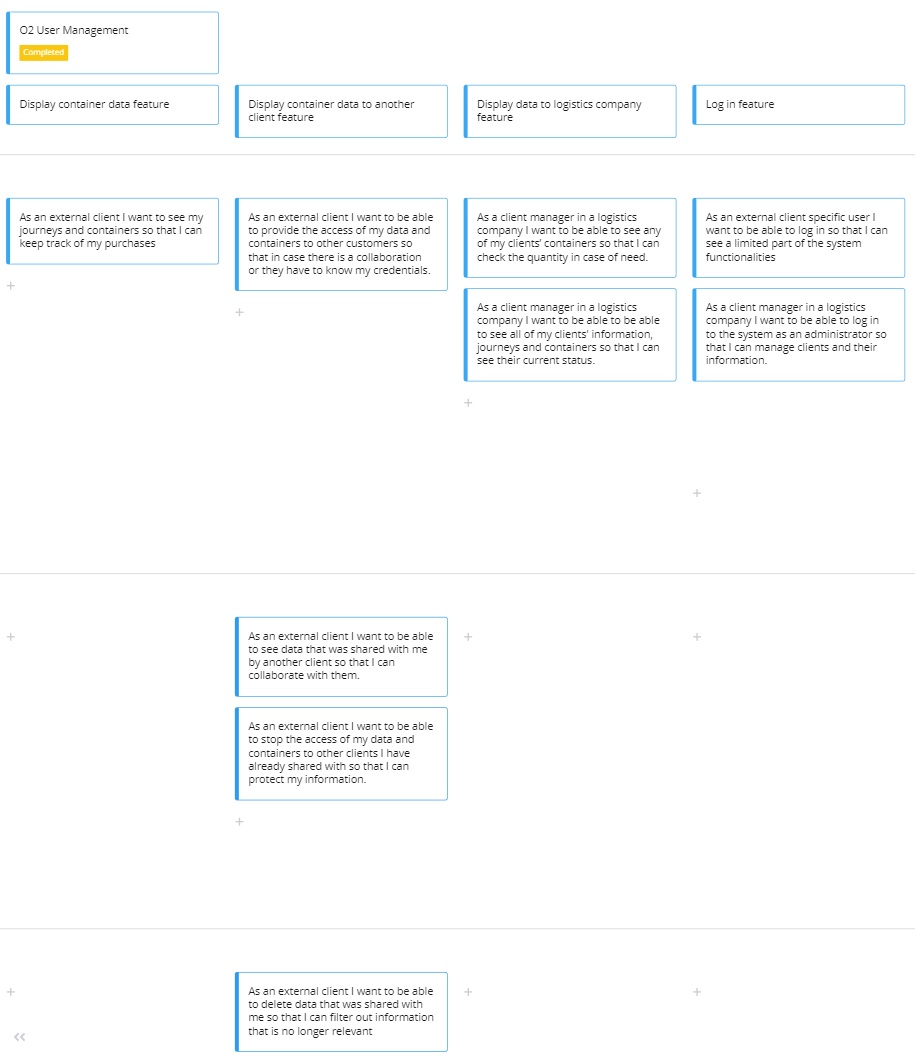 O2 User Management
Completed
Display container data feature
Display container data to another
client feature
Display data to logistics company
feature
Log in feature
As an external client I want to see my
journeys and containers so that I can
keep track of my purchases
As an external client I want to be able
to provide the access of my data and
containers to other customers so
that in case there is a collaboration
or they have to know my credentials.
As a client manager in a logistics
company I want to be able to see any
of my clients' containers so that I can
check the quantity in case of need.
As an external client specific user I
want to be able to log in so that I can
see a limited part of the system
functionalities
As a client manager in a logistics
company I want to be able to be able
to see all of my clients' information,
journeys and containers so that I can
see their current status.
As a client manager in a logistics
company I want to be able to log in
to the system as an administrator so
that I can manage clients and their
information.
As an external client I want to be able
to see data that was shared with me
by another client so that I can
collaborate with them.
As an external client I want to be able
to stop the access of my data and
containers to other clients I have
already shared with so that I can
protect my information.
As an external client I want to be able
to delete data that was shared with
me so that I can filter out information
that is no longer relevant